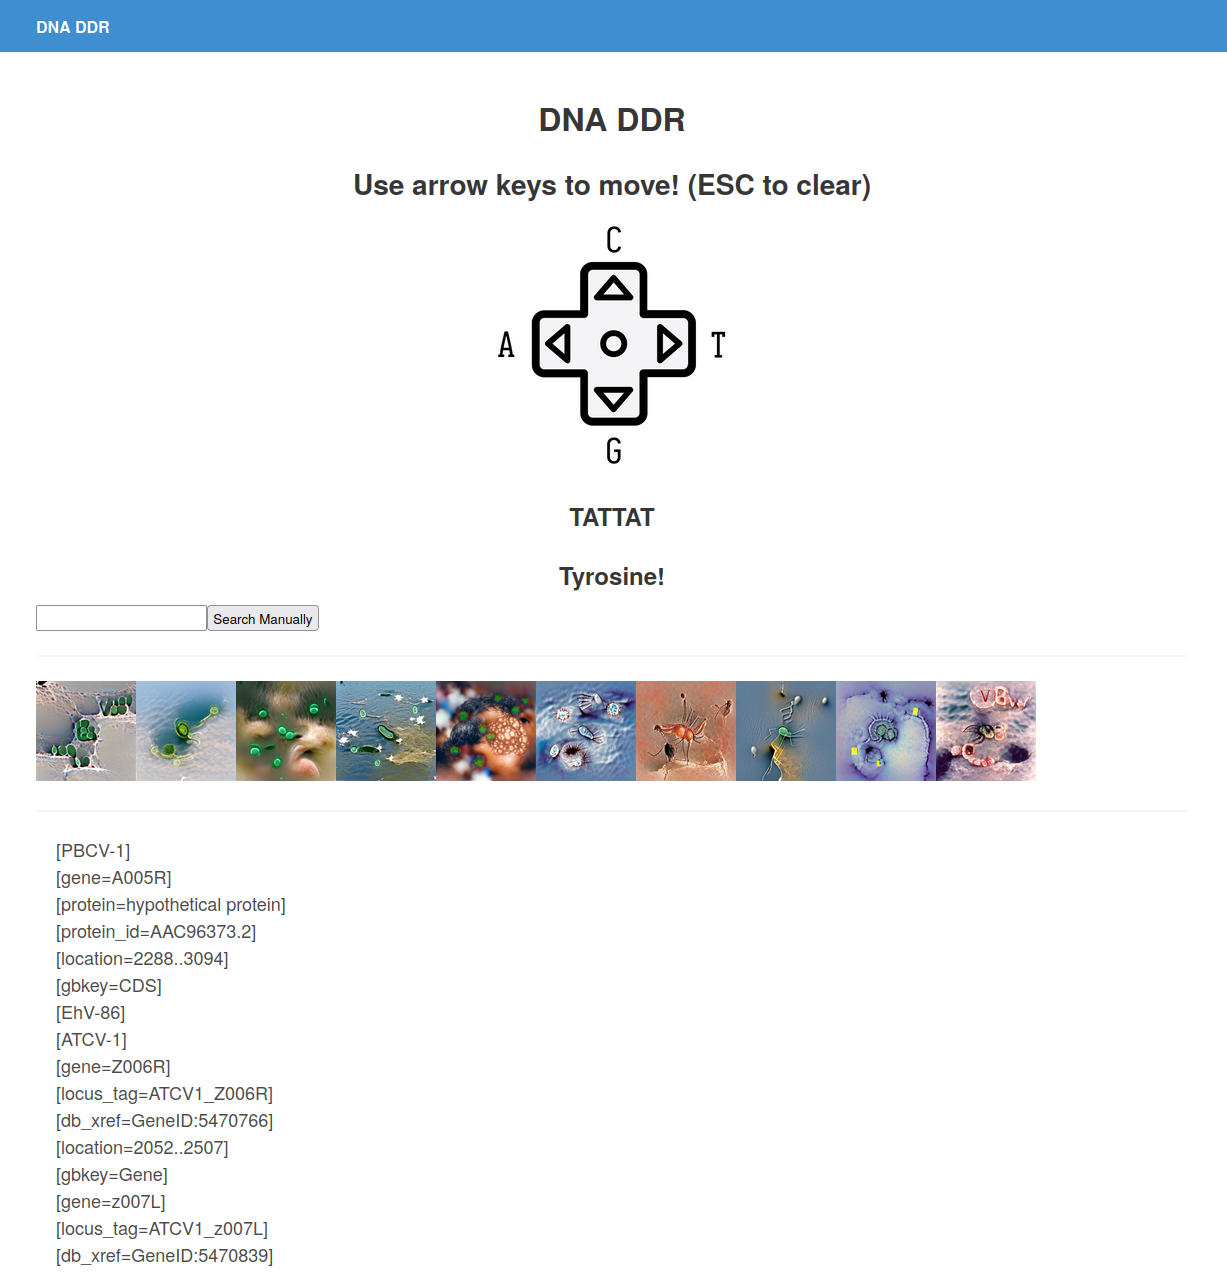 DNA DDR
DNA DDR
Use arrow keys to move! (ESC to clear)
C
A
T
G
TATTAT
Tyrosine!
Search Manually
[PBCV-1]
[gene=A005R]
[protein=hypothetical protein]
[protein_id=AAC96373.2]
[location=2288..3094]
[gbkey=CDS]
[EhV-86]
[ATCV-1]
[gene=Z006R]
[locus_tag=ATCV1_Z006R]
[db_xref=GeneID:5470766]
[location=2052..2507]
[gbkey=Gene]
[gene=z007L]
[locus_tag=ATCV1_z007L]
[db_xref=GeneID:5470839]